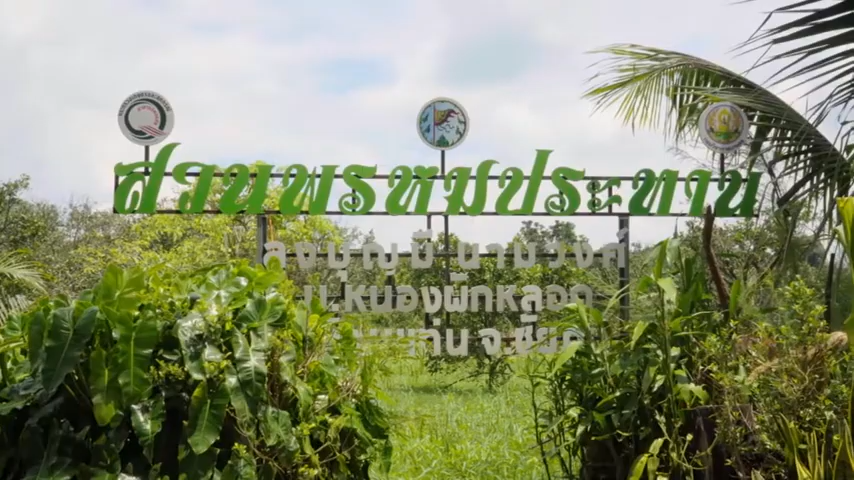 สวนพรหมประทาน
ลุงบุญมี นามวงศ์
บ.หนองผักหลอด